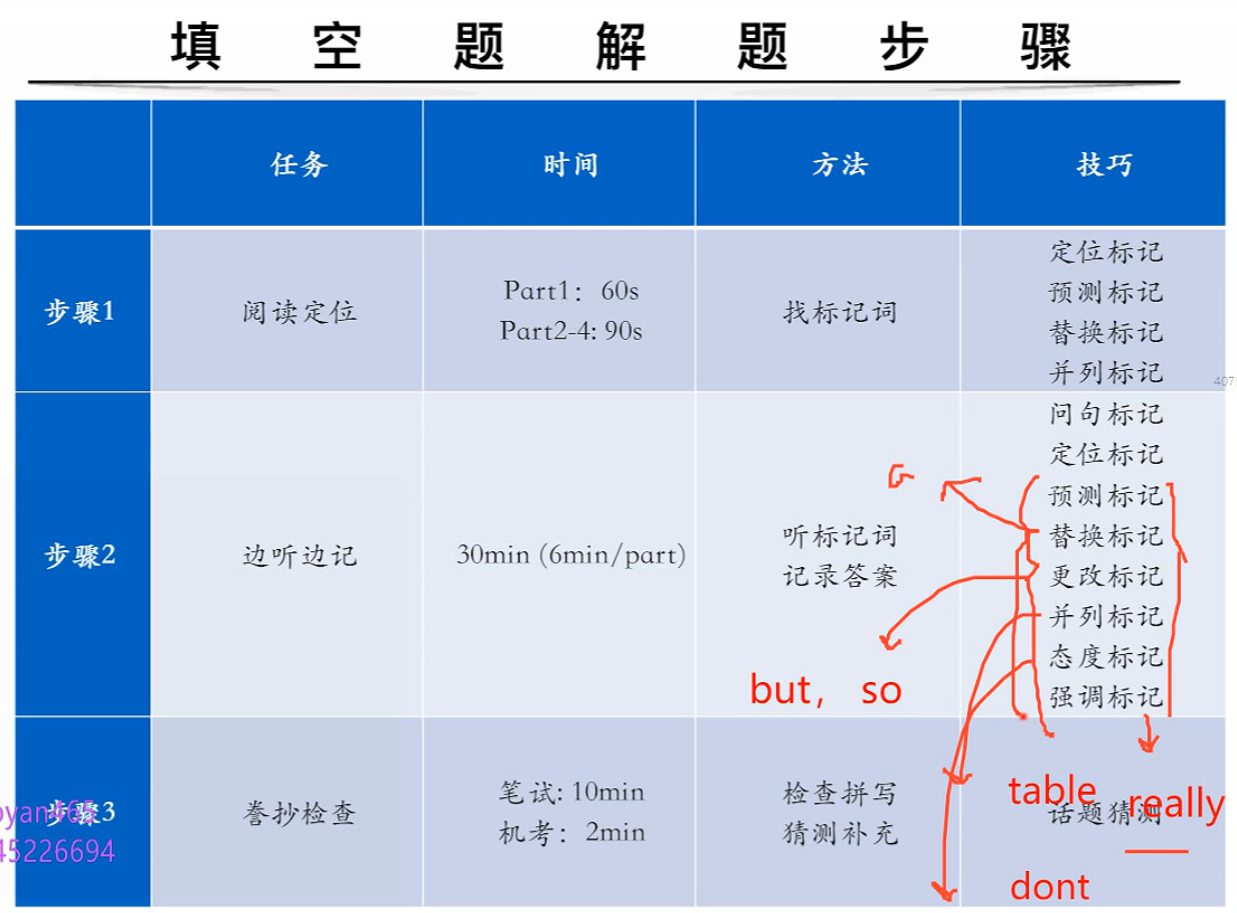 填空题解题步骤
任务 时间 方法 技巧
步骤1 阅读定位 Part1：60s 找标记词 定位标记
Part2-4: 90s 预测标记
替换标记
并列标记
407
步骤2 边听边记 30min (6min/part) 听标记词 问句标记
记录答案 定位标记
预测标记
替换标记
更改标记
并列标记
态度标记
强调标记
but， so
步骤3 誊抄检查 笔试: 10min 检查拼写 话题猜测
机考：2min 猜测补充
table
really
dont
oyan465
45226694